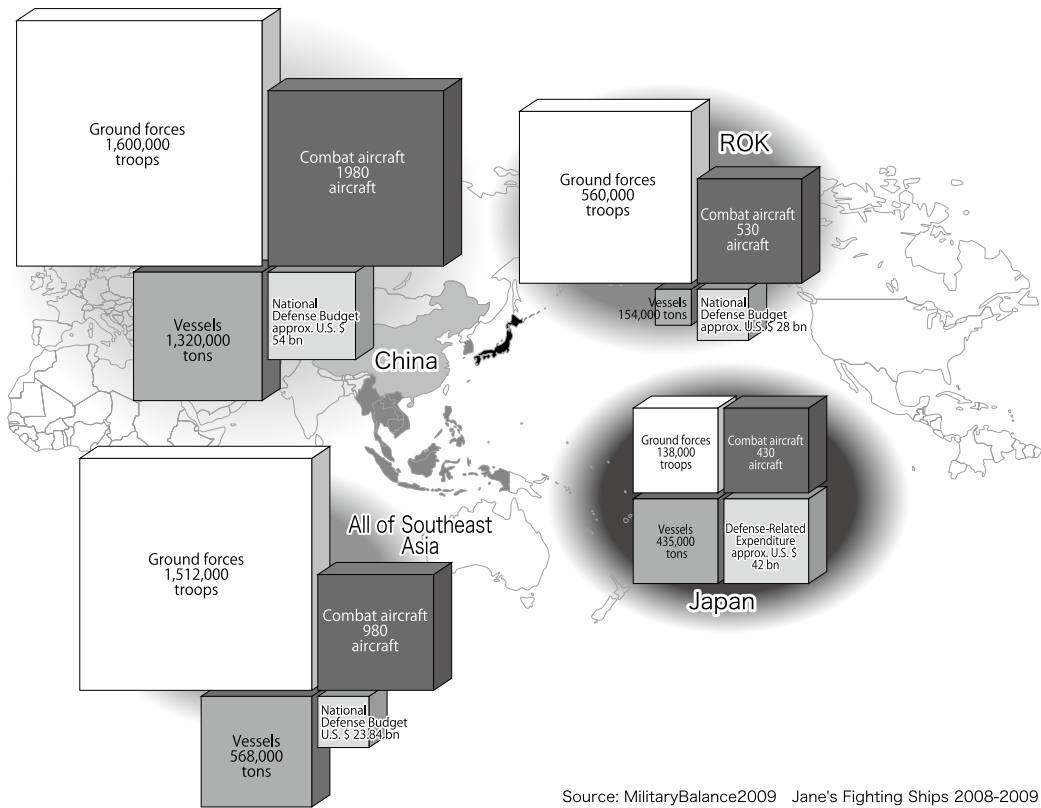 Ground forces
1,600,000
troops
Combat aircraft
1980
aircraft
Vessels
1,320,000
tons
National
Defense Budget
approx. U.S. $
54 bn
China
ROK
Ground forces
560,000
troops
Combat aircraft
530
aircraft
Vessels
154,000 tons
National
Defense Budget
approx. U.S. $ 28 bn
Ground forces
138,000
troops
Combat aircraft
430
aircraft
Vessels
435,000
tons
Defense-Related
Expenditure
approx. U.S. $
42 bn
Japan
All of Southeast
Asia
Ground forces
1,512,000
troops
Combat aircraft
980
aircraft
Vessels
568,000
tons
National
Defense Budget
U.S. $ 23.84 bn
Source: MilitaryBalance2009 Jane's Fighting Ships 2008-2009